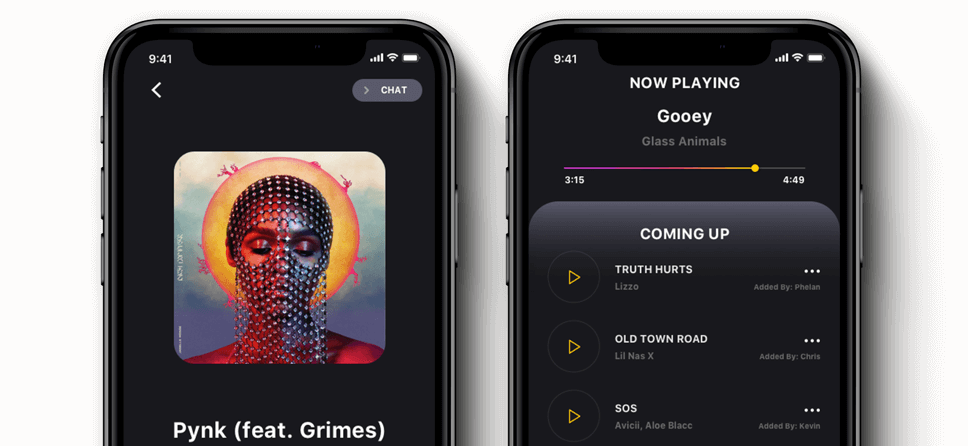 9:41
CHAT
Pynk (feat. Grimes)
9:41
NOW PLAYING
Gooey
Glass Animals
3:15 4:49
COMING UP
TRUTH HURTS
Lizzo Added By: Phelan
OLD TOWN ROAD
Lil Nas X Added By: Chris
SOS
Avicii, Aloe Blacc Added By: Kevin